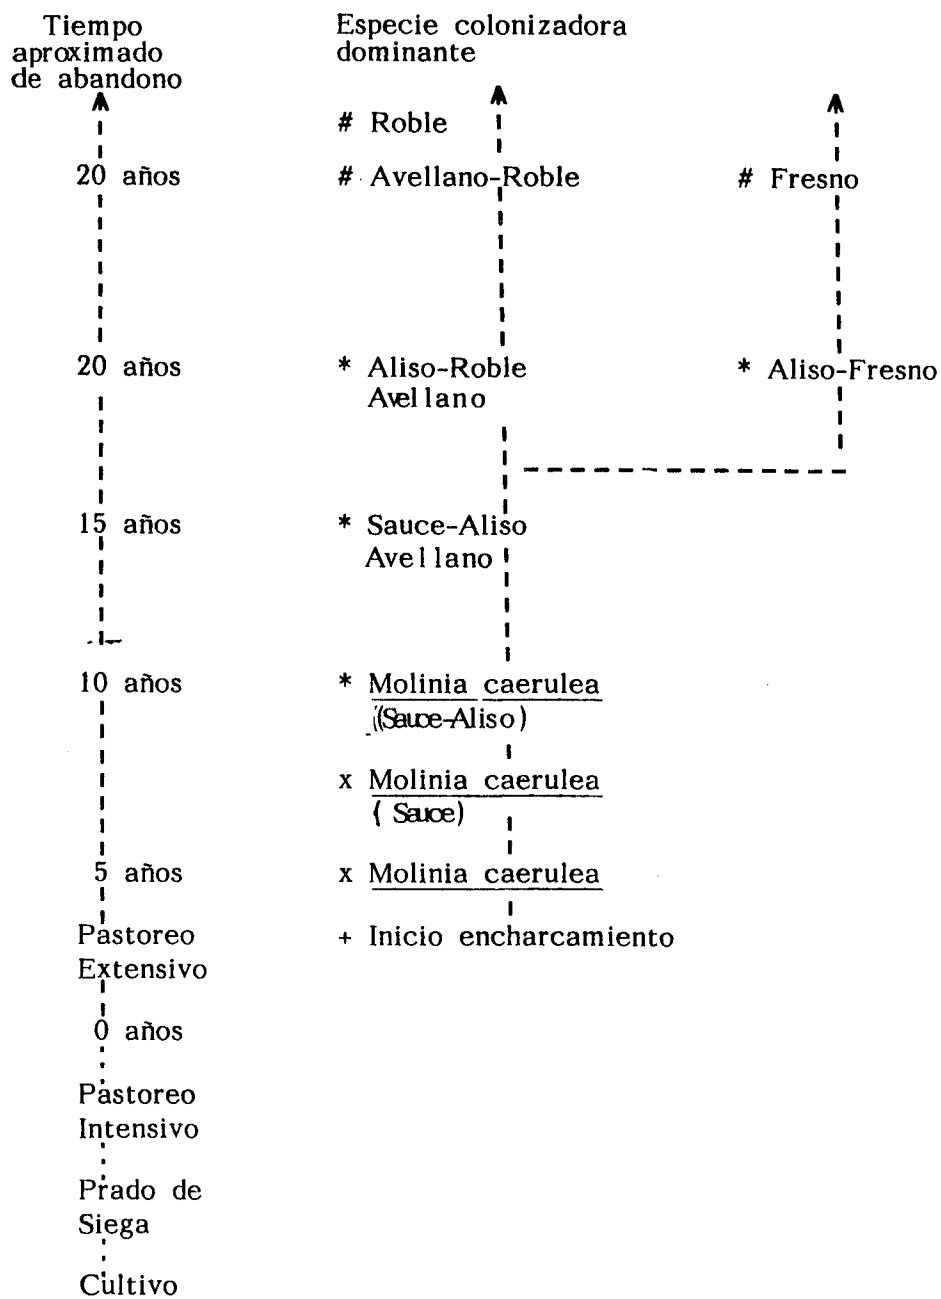 Tiempo
aproximado
de abandono
Especie colonizadora
dominante
# Roble
20 años
# Avellano-Roble
# Fresno
20 años
* Aliso-Roble
Avellano
* Aliso-Fresno
15 años
* Sauce-Aliso
Avellano
10 años
* Molinia caerulea
(Sauce-Aliso)
x Molinia caerulea
( Sauce)
5 años
x Molinia caerulea
Pastoreo
Extensivo
+ Inicio encharcamiento
0 años
Pastoreo
Intensivo
Prado de
Siega
Cultivo